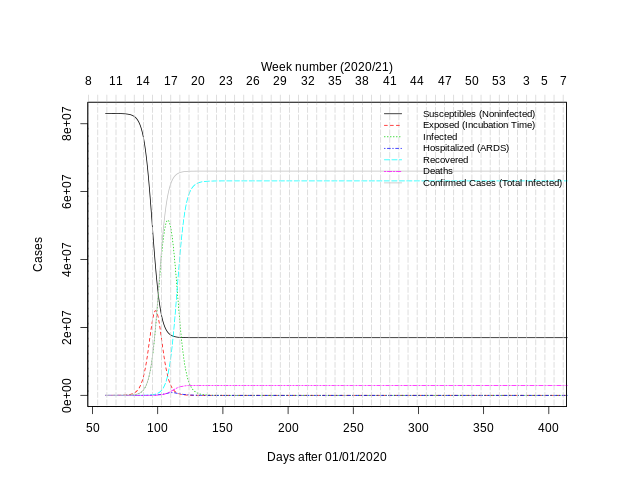 Week number (2020/21)
8 11 14 17 20 23 26 29 32 35 38 41 44 47 50 53 3 5 7
Susceptibles (Noninfected)
Exposed (Incubation Time)
Infected
Hospitalized (ARDS)
Recovered
Deaths
Confirmed Cases (Total Infected)
8e+07
6e+07
4e+07
2e+07
0e+00
Cases
50 100 150 200 250 300 350 400
Days after 01/01/2020